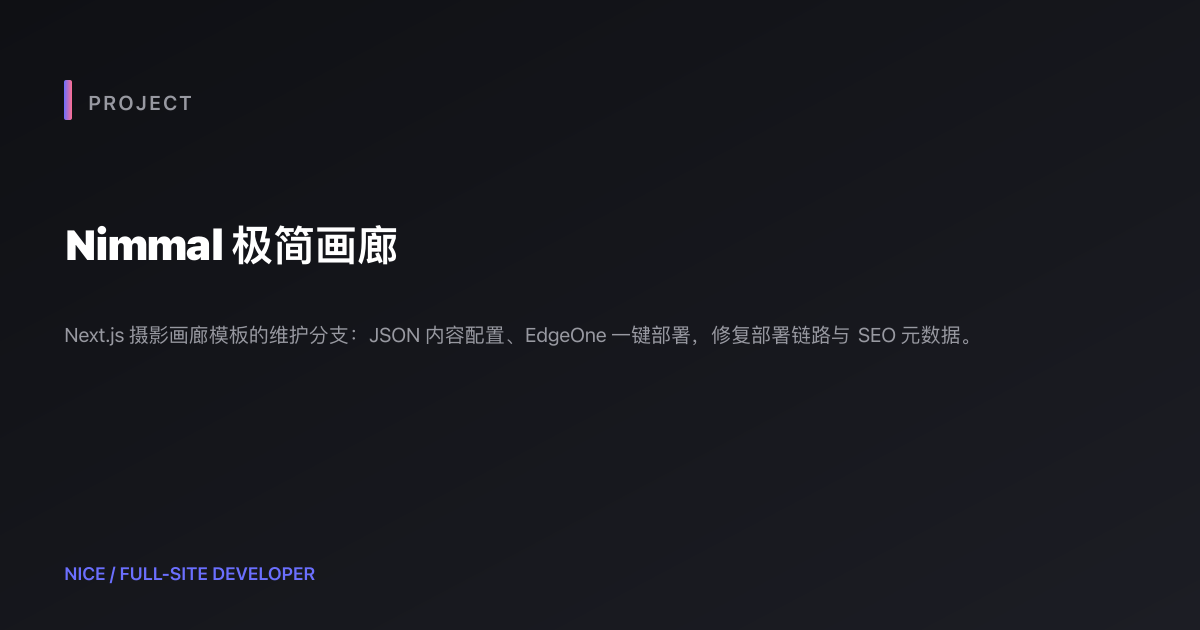 PROJECT
Nimmal 极简画廊
Next.js 摄影画廊模板的维护分支：JSON 内容配置、EdgeOne 一键部署，修复部署链路与 SEO 元数据。
NICE / FULL-SITE DEVELOPER